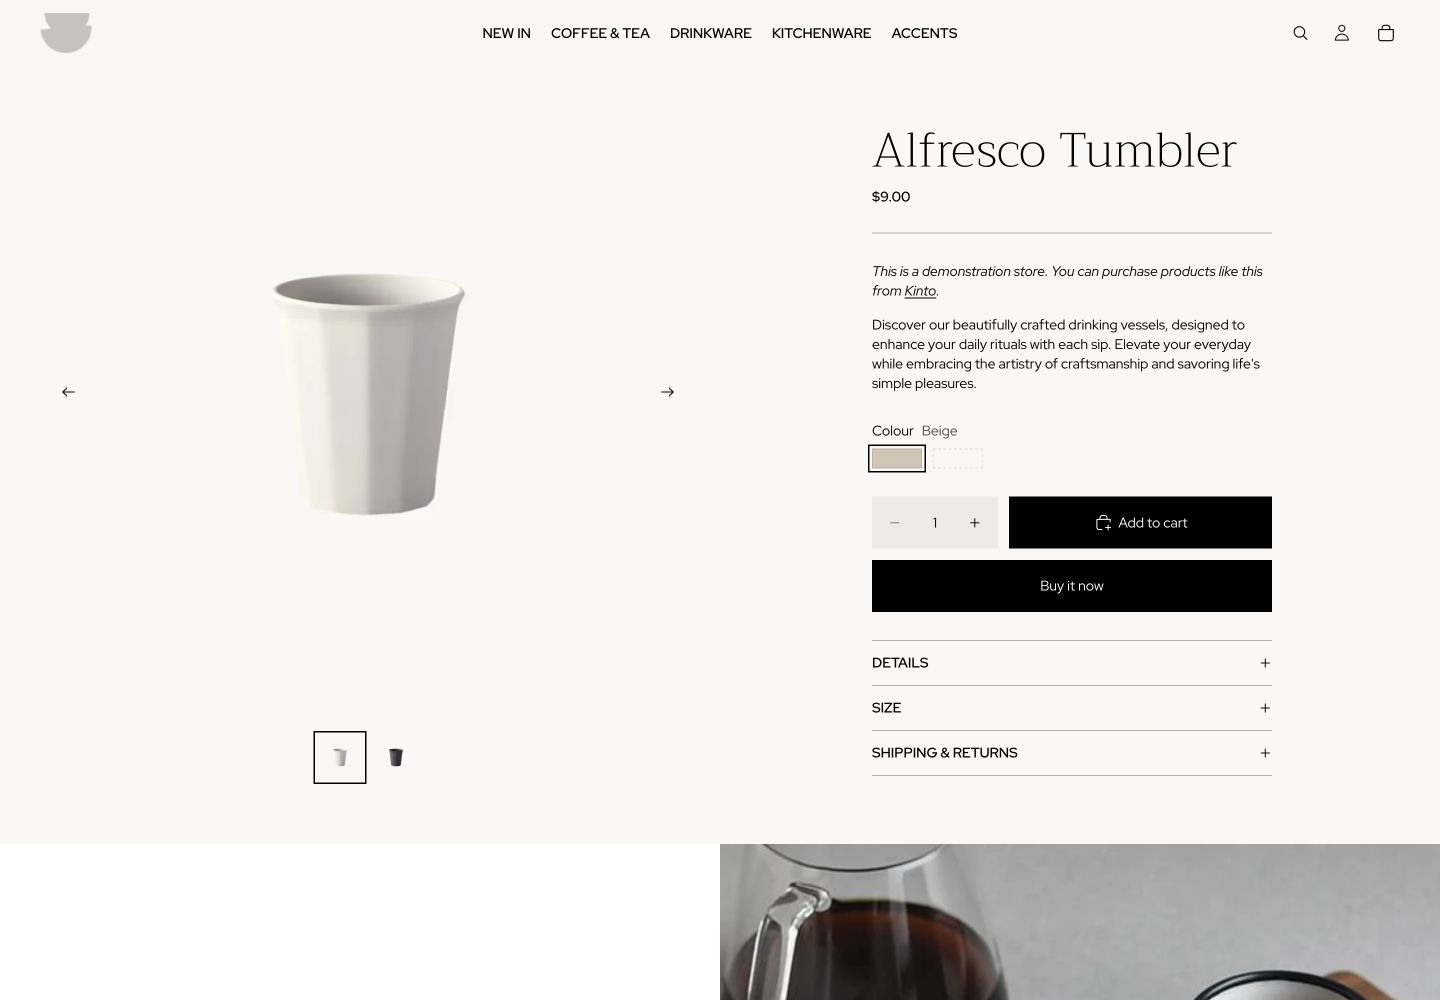 NEW IN COFFEE & TEA DRINKWARE KITCHENWARE ACCENTS
Alfresco Tumbler
$9.00
This is a demonstration store. You can purchase products like this
from Kinto.
Discover our beautifully crafted drinking vessels, designed to
enhance your daily rituals with each sip. Elevate your everyday
while embracing the artistry of craftsmanship and savoring life's
simple pleasures.
Colour Beige
1
Add to cart
Buy it now
DETAILS
SIZE
SHIPPING & RETURNS